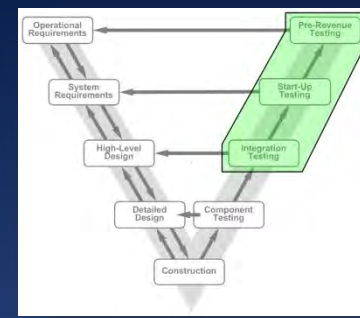 Operational
Requirements
Pre-Revenue
Testing
System
Requirements
Start-Up
Testing
High-Level
Design
Integration
Testing
Detailed
Design
Component
Testing
Construction